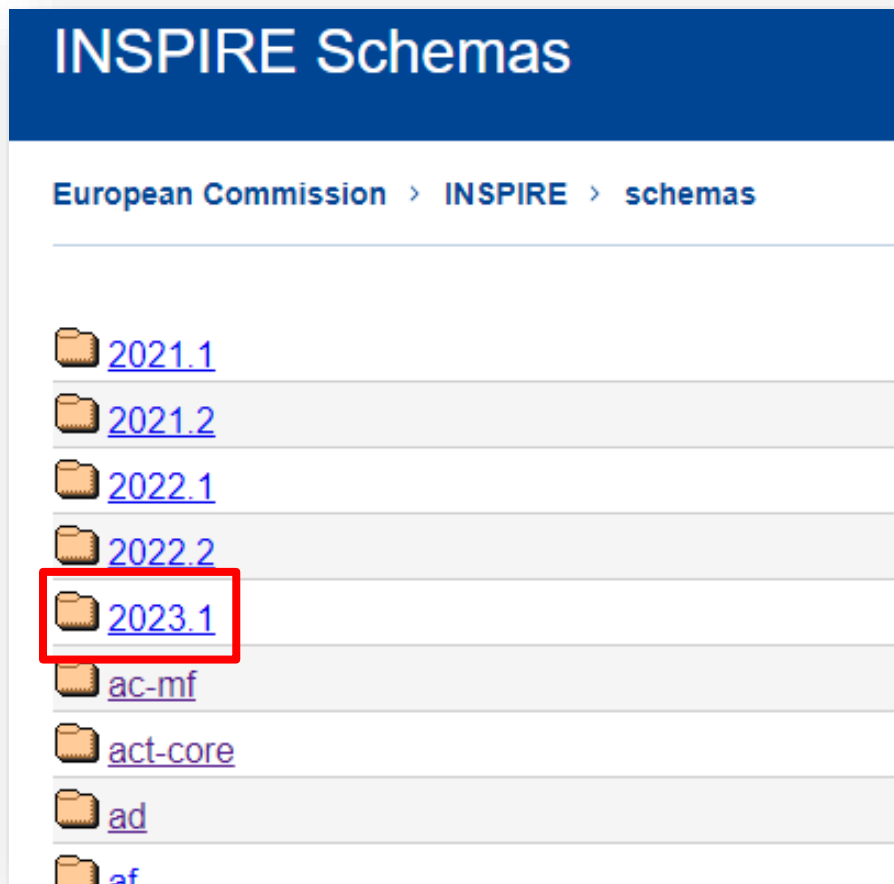 INSPIRE Schemas
European Commission > INSPIRE > schemas
2021.1
2021.2
2022.1
2022.2
2023.1
ac-mf
act-core
ad
af